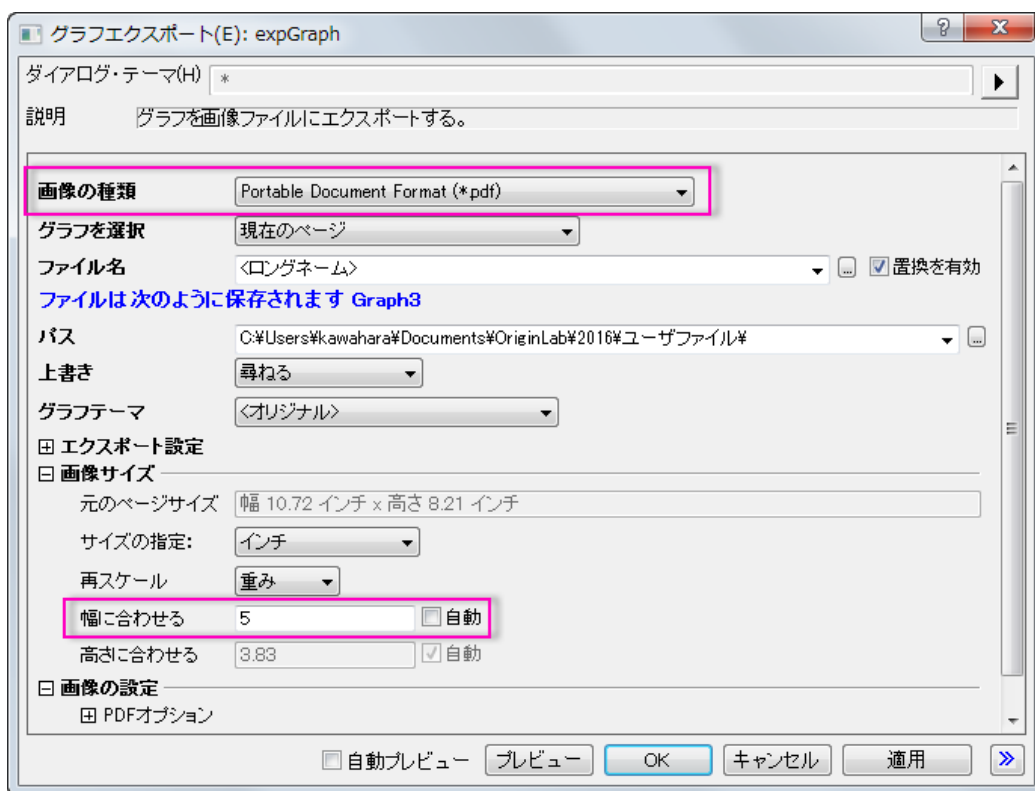 グラフエクスポート(E): expGraph
ダイアログ・テーマ(H) *
説明 グラフを画像ファイルにエクスポートする。
画像の種類 Portable Document Format (*.pdf)
グラフを選択 現在のページ
ファイル名 <ロングネーム> ... 置換を有効
ファイルは次のように保存されます Graph3
パス C:¥Users¥kawahara¥Documents¥OriginLab¥2016¥ユーザファイル¥ ...
上書き 尋ねる
グラフテーマ <オリジナル>
エクスポート設定
画像サイズ
元のページサイズ 幅 10.72 インチ x 高さ 8.21 インチ
サイズの指定: インチ
再スケール 重み
幅に合わせる 5 自動
高さに合わせる 3.83 自動
画像の設定
PDFオプション
自動プレビュー プレビュー OK キャンセル 適用